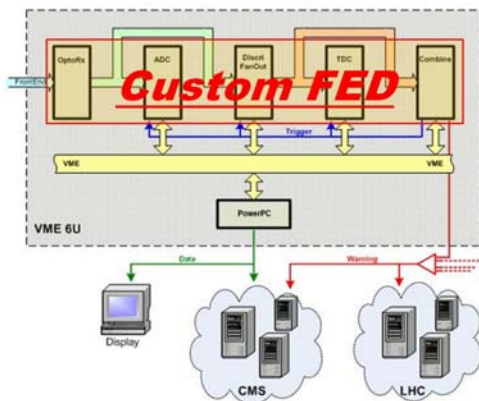 OptoRx
ADC
Discri
FanOut
TDC
Combine
FrontEnd
Custom FED
Trigger
VME
VME
PowerPC
VME 6U
Data
Warning
Display
CMS
LHC